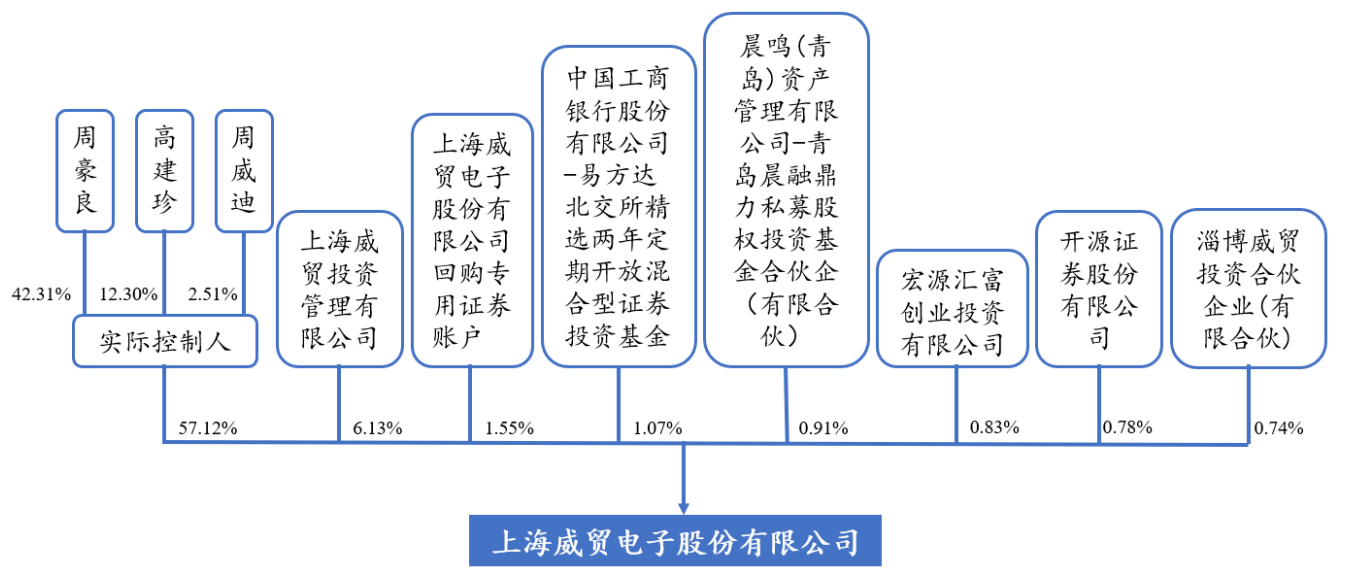 周
豪
良
高
建
珍
周
威
迪
42.31%
12.30%
2.51%
实际控制人
上海威
贸投资
管理有
限公司
上海威
贸电子
股份有
限公司
回购专
用证券
账户
中国工商
银行股份
有限公司
-易方达
北交所精
选两年定
期开放混
合型证券
投资基金
晨鸣(青
岛)资产
管理有限
公司-青
岛晨融鼎
力私募股
权投资基
金合伙企
(有限合
伙)
宏源汇富
创业投资
有限公司
开源证
券股份
有限公
司
淄博威贸
投资合伙
企业(有
限合伙)
57.12%
6.13%
1.55%
1.07%
0.91%
0.83%
0.78%
0.74%
上海威贸电子股份有限公司